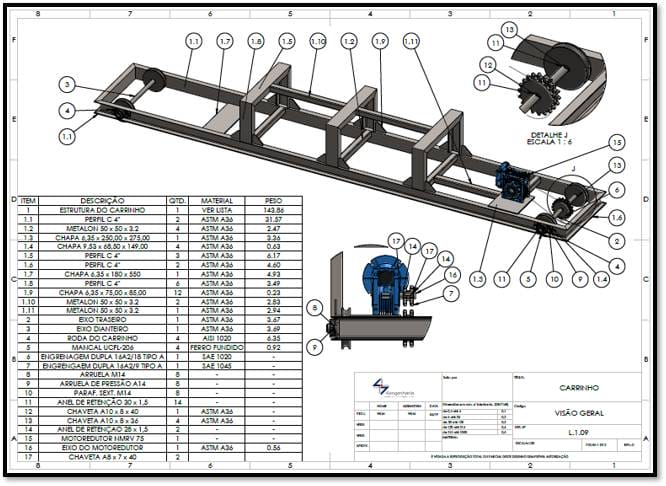 8 7 6 5 4 3 2 1
F
E
D
C
B
A
1.1 1.7 1.8 1.5 1.10 1.2 1.9 1.11
13
11
12
11
DETALHE J
ESCALA 1 : 6
3
4
1.1
15
J
13
6
1.6
2
4
1.3 11 5 10 9 1.4
17 14 17
14
16
7
8
9
ITEM DESCRIÇÃO QTD. MATERIAL PESO
1 ESTRUTURA DO CARRINHO 1 VER LISTA 143.86
1.1 PERFIL C 4" 2 ASTM A36 31.57
1.2 METALON 50 x 50 x 3.2 4 ASTM A36 2.47
1.3 CHAPA 6,35 x 250,00 x 275,00 1 ASTM A36 3.36
1.4 CHAPA 9,53 x 68,50 x 149,00 4 ASTM A36 0.63
1.5 PERFIL C 4" 3 ASTM A36 6.17
1.6 PERFIL C 4" 2 ASTM A36 4.60
1.7 CHAPA 6,35 x 180 x 550 1 ASTM A36 4.93
1.8 PERFIL C 4" 6 ASTM A36 3.49
1.9 CHAPA 6,35 x 75,00 x 85,00 12 ASTM A36 0.23
1.10 METALON 50 x 50 x 3.2 2 ASTM A36 2.53
1.11 METALON 50 x 50 x 3.2 1 ASTM A36 2.94
2 EIXO TRASEIRO 1 ASTM A36 3.67
3 EIXO DIANTEIRO 1 ASTM A36 3.69
4 RODA DO CARRINHO 4 AISI 1020 6.35
5 MANCAL UCFL-206 4 FERRO FUNDIDO 0.92
6 ENGRENAGEM DUPLA 16A2/18 TIPO A 1 SAE 1020 -
7 ENGRENGAEM DUPLA 16A2/9 TIPO A 1 SAE 1045 -
8 ARRUELA M14 8 - -
9 ARRUELA DE PRESSÃO A14 8 - -
10 PARAF. SEXT. M14 8 - -
11 ANEL DE RETENÇÃO 30 x 1,5 14 - -
12 CHAVETA A10 x 8 x 40 1 ASTM A36 -
13 CHAVETA A10 x 8 x 36 4 ASTM A36 -
14 ANEL DE RETENÇÃO 28 x 1,5 2 - -
15 MOTOREDUTOR NMRV 75 1 - -
16 EIXO DO MOTOREDUTOR 1 ASTM A36 0.56
17 CHAVETA A8 x 7 x 40 2
NOME ASSINATURA DATA
CARRINHO
VISÃO GERAL
L.1.09
8 7 6 5 4 3 2 1